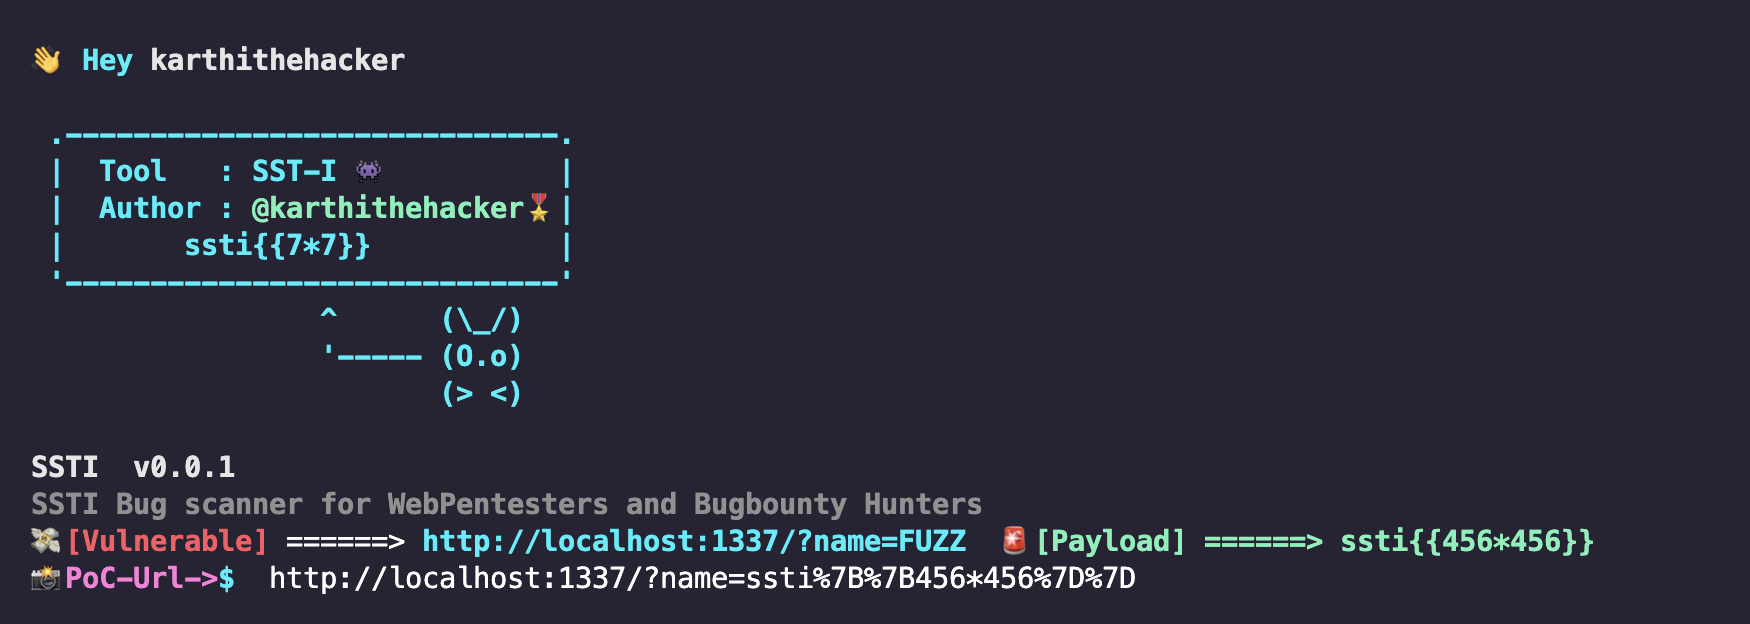 👋 Hey karthithehacker
.-----------------------------.
|  Tool   : SST-I 👾           |
|  Author : @karthithehacker🎖|
|       ssti{{7*7}}           |
'-----------------------------'
^      (\_/)
'----- (O.o)
(> <)
SSTI  v0.0.1
SSTI Bug scanner for WebPentesters and Bugbounty Hunters
💸[Vulnerable] ======> http://localhost:1337/?name=FUZZ  🚨[Payload] ======> ssti{{456*456}}
📸PoC-Url->$  http://localhost:1337/?name=ssti%7B%7B456*456%7D%7D